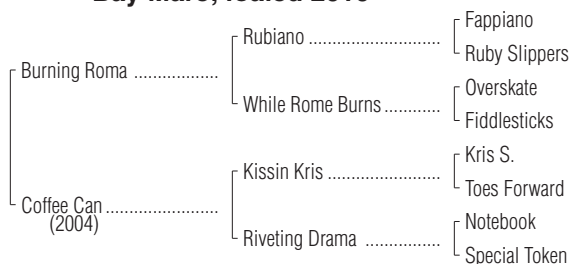 Bay Mare; foaled
Fappiano
Rubiano ..............................
Ruby Slippers
Burning Roma ...................
Overskate
While Rome Burns .............
Fiddlesticks
Kris S.
Kissin Kris ..........................
Toes Forward
Coffee Can ..........................
(2004)
Notebook
Riveting Drama .................
Special Token